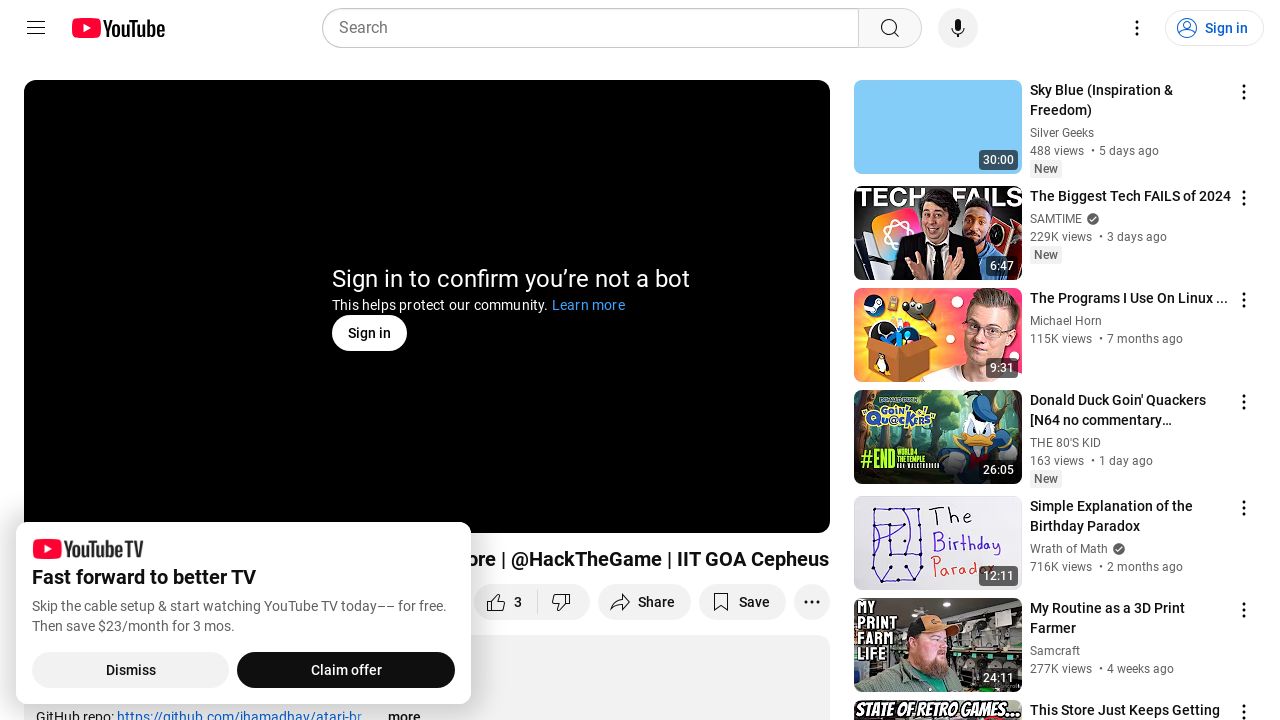 YouTube
Search
Sign in
Sign in to confirm you’re not a bot
This helps protect our community. Learn more
Sign in
ore | @HackTheGame | IIT GOA Cepheus
3
Share
Save
YouTube TV
Fast forward to better TV
Skip the cable setup & start watching YouTube TV today–– for free.
Then save $23/month for 3 mos.
Dismiss
Claim offer
GitHub repo: https://github.com/ihamadhav/atari-br...
...more
30:00
Sky Blue (Inspiration &
Freedom)
Silver Geeks
488 views • 5 days ago
New
TECH FAILS
6:47
The Biggest Tech FAILS of 2024
SAMTIME
229K views • 3 days ago
New
9:31
The Programs I Use On Linux ...
Michael Horn
115K views • 7 months ago
DONALD DUCK
GOIN'
QU@CKERS
#END WORLD 4
THE TEMPLE
26:05
Donald Duck Goin' Quackers
[N64 no commentary…
THE 80'S KID
163 views • 1 day ago
New
The
Birthday
Paradox
12:11
Simple Explanation of the
Birthday Paradox
Wrath of Math
716K views • 2 months ago
MY
PRINT
FARM
LIFE
24:11
My Routine as a 3D Print
Farmer
Samcraft
277K views • 4 weeks ago
STATE OF RETRO GAMES...
This Store Just Keeps Getting